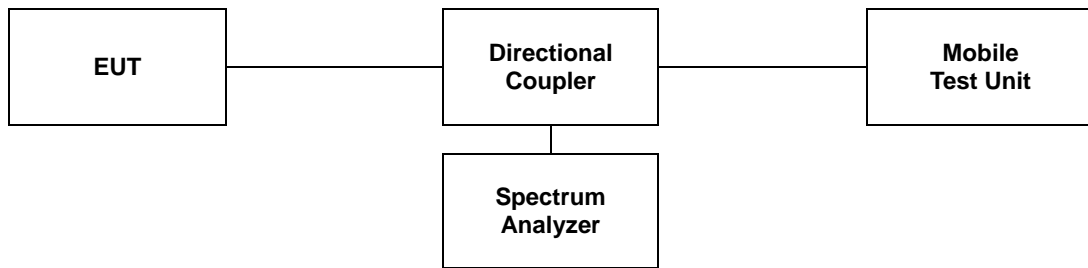 EUT
Directional
Coupler
Mobile
Test Unit
Spectrum
Analyzer